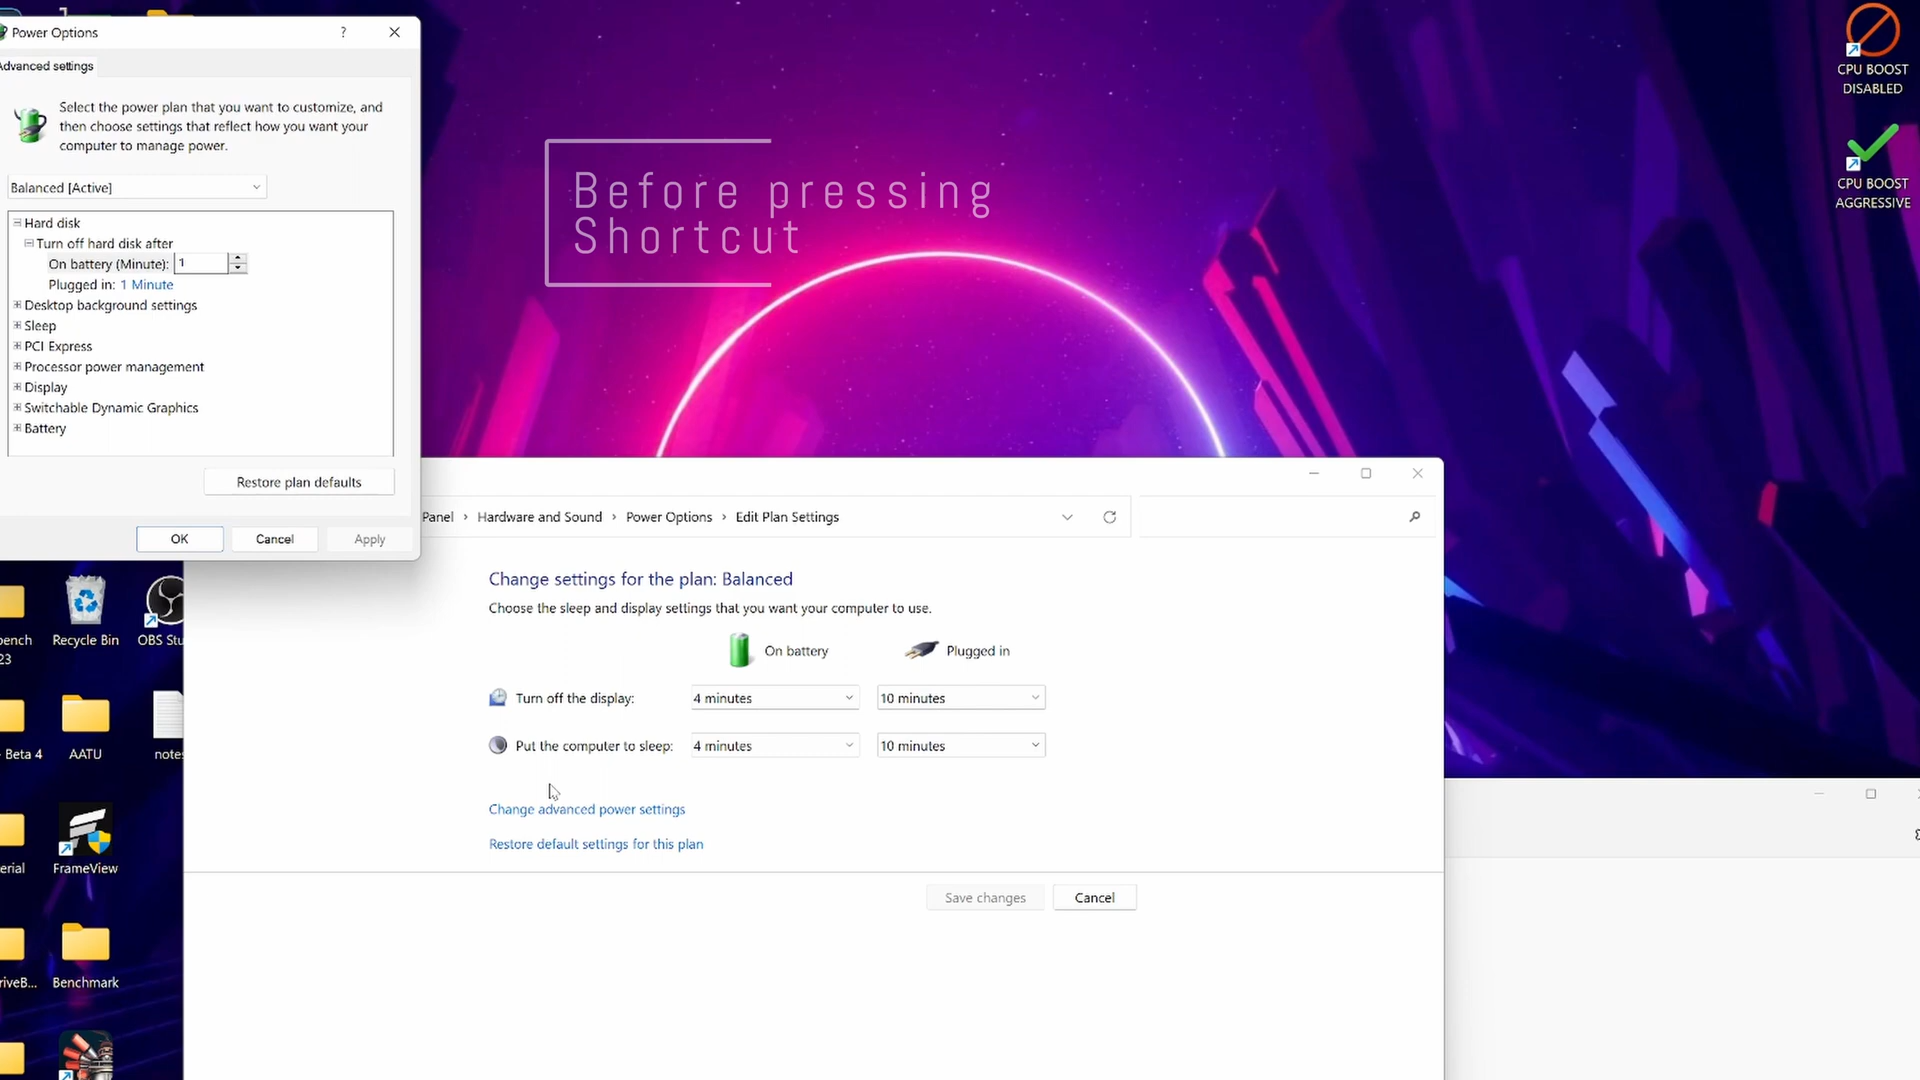 Power Options
?
Advanced settings
Select the power plan that you want to customize, and
then choose settings that reflect how you want your
computer to manage power.
Balanced [Active]
Hard disk
Turn off hard disk after
On battery (Minute): 1
Plugged in: 1 Minute
Desktop background settings
Sleep
PCI Express
Processor power management
Display
Switchable Dynamic Graphics
Battery
Restore plan defaults
OK
Cancel
Apply
Before pressing
Shortcut
CPU BOOST
DISABLED
CPU BOOST
AGGRESSIVE
Panel > Hardware and Sound > Power Options > Edit Plan Settings
Change settings for the plan: Balanced
Choose the sleep and display settings that you want your computer to use.
On battery
Plugged in
Turn off the display: 4 minutes 10 minutes
Put the computer to sleep: 4 minutes 10 minutes
Change advanced power settings
Restore default settings for this plan
Save changes
Cancel
ench
23
Recycle Bin
OBS Stu
Beta 4
AATU
note
erial
FrameView
riveB...
Benchmark